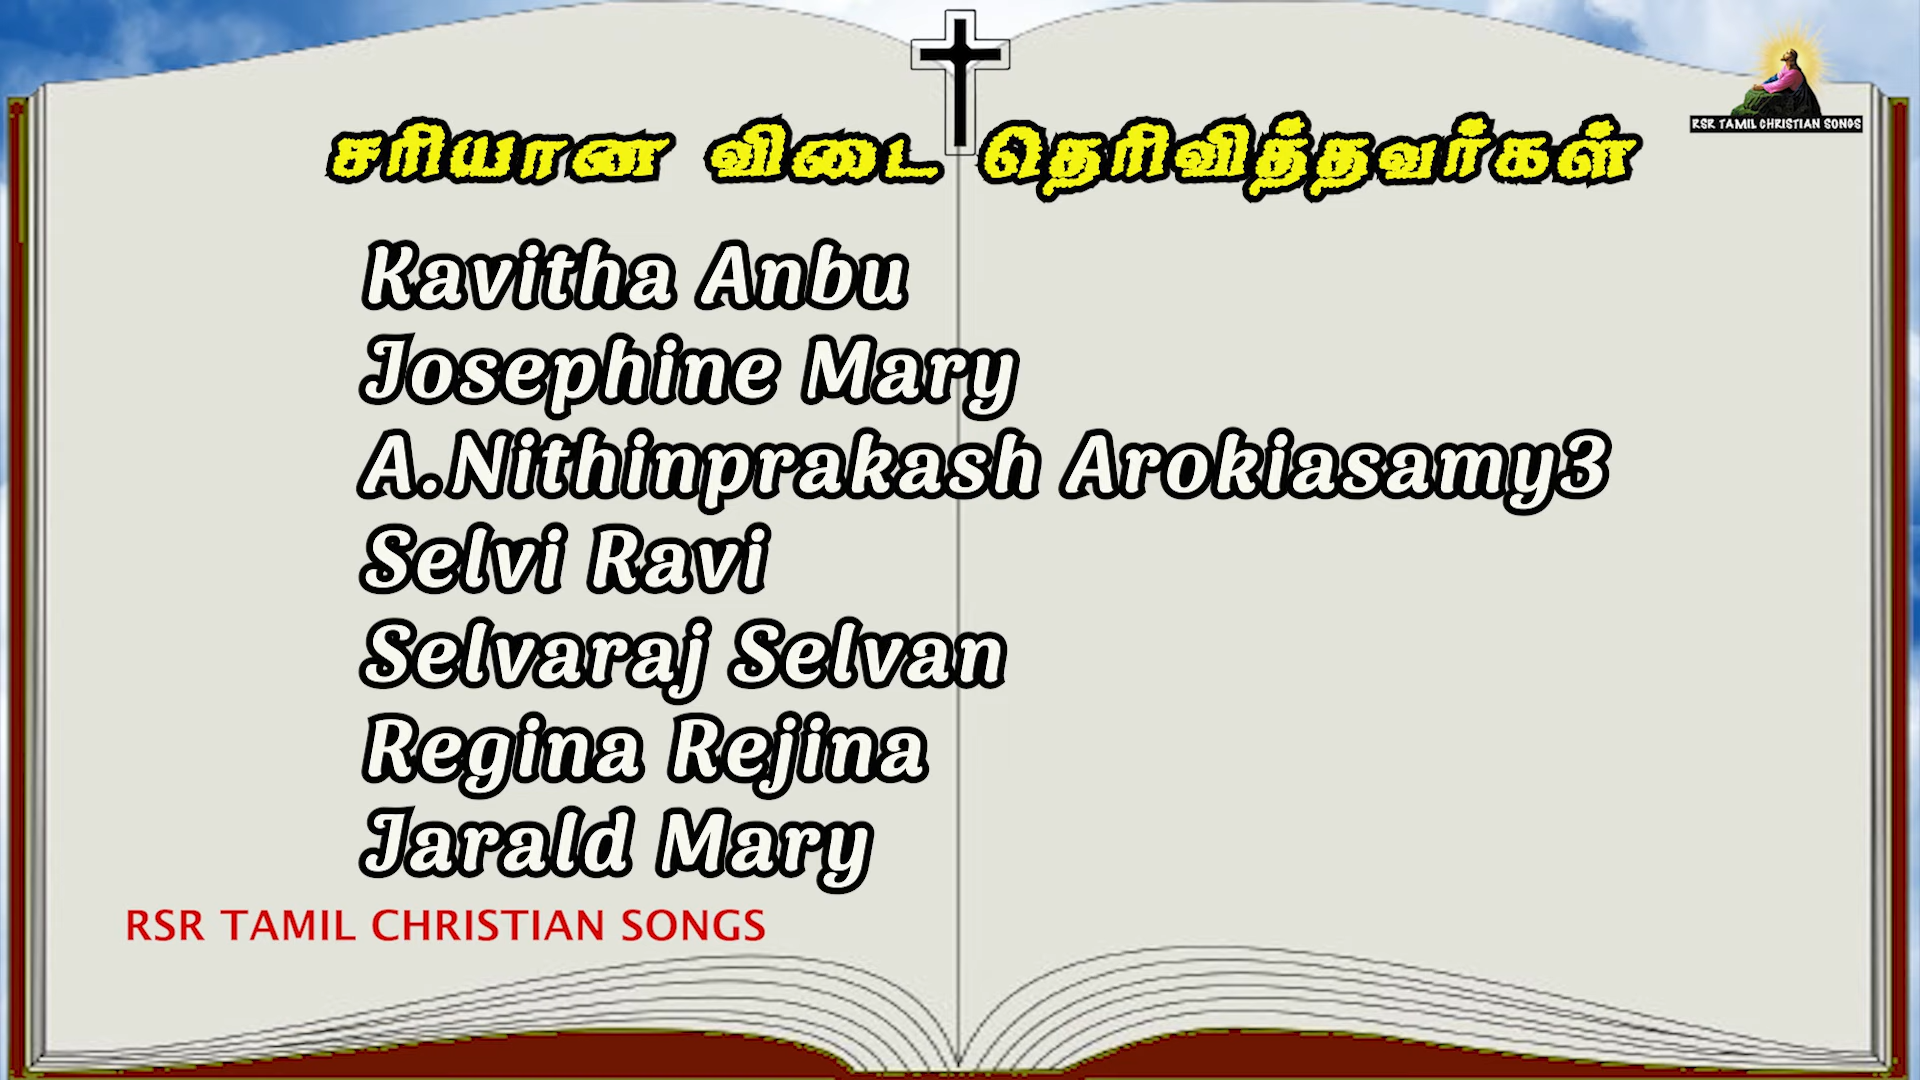 RSR TAMIL CHRISTIAN SONGS
சரியான விடை தெரிவித்தவர்கள்
Kavitha Anbu
Josephine Mary
A.Nithinprakash Arokiasamy3
Selvi Ravi
Selvaraj Selvan
Regina Rejina
Jarald Mary
RSR TAMIL CHRISTIAN SONGS